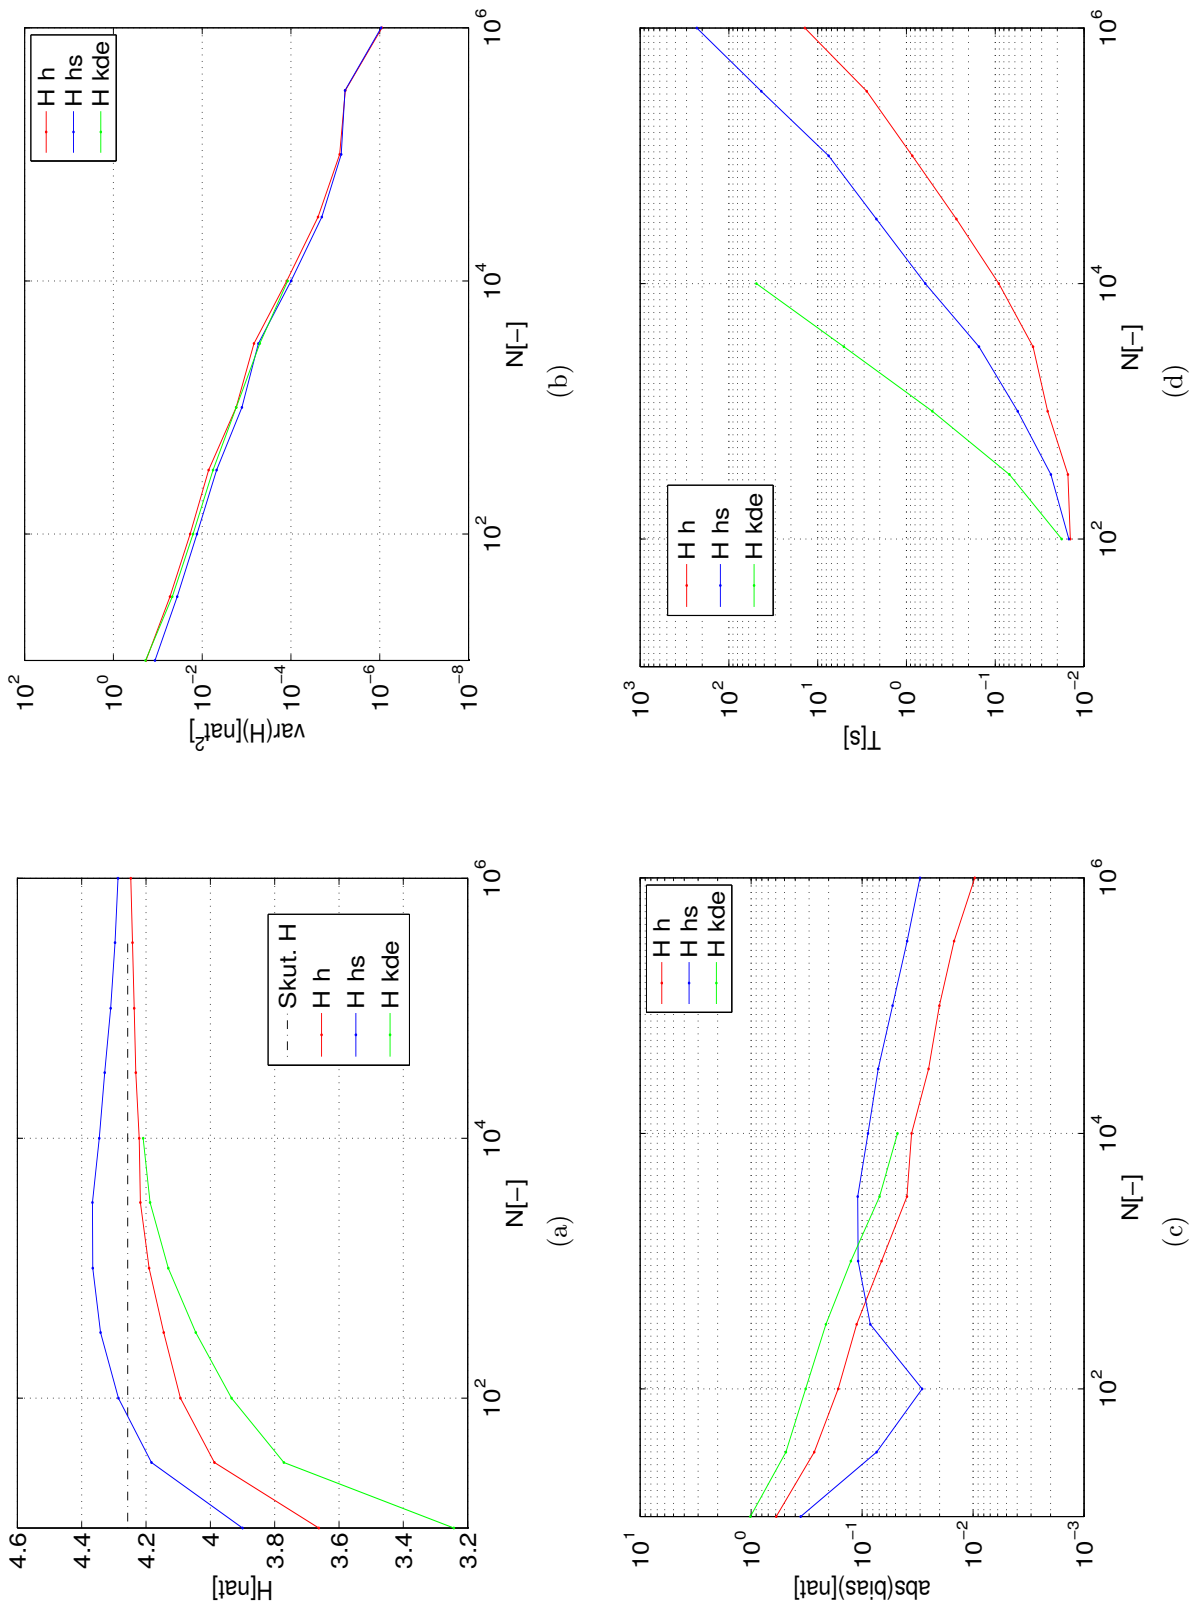 4.6
4.4
4.2
4
3.8
3.6
3.4
3.2
H[nat]
10^2
10^4
10^6
N[−]
Skut. H
H h
H hs
H kde
(a)
10^2
10^0
10^−2
10^−4
10^−6
10^−8
var(H)[nat^2]
10^2
10^4
10^6
N[−]
H h
H hs
H kde
(b)
10^1
10^0
10^−1
10^−2
10^−3
abs(bias)[nat]
10^2
10^4
10^6
N[−]
H h
H hs
H kde
(c)
10^3
10^2
10^1
10^0
10^−1
10^−2
T[s]
10^2
10^4
10^6
N[−]
H h
H hs
H kde
(d)